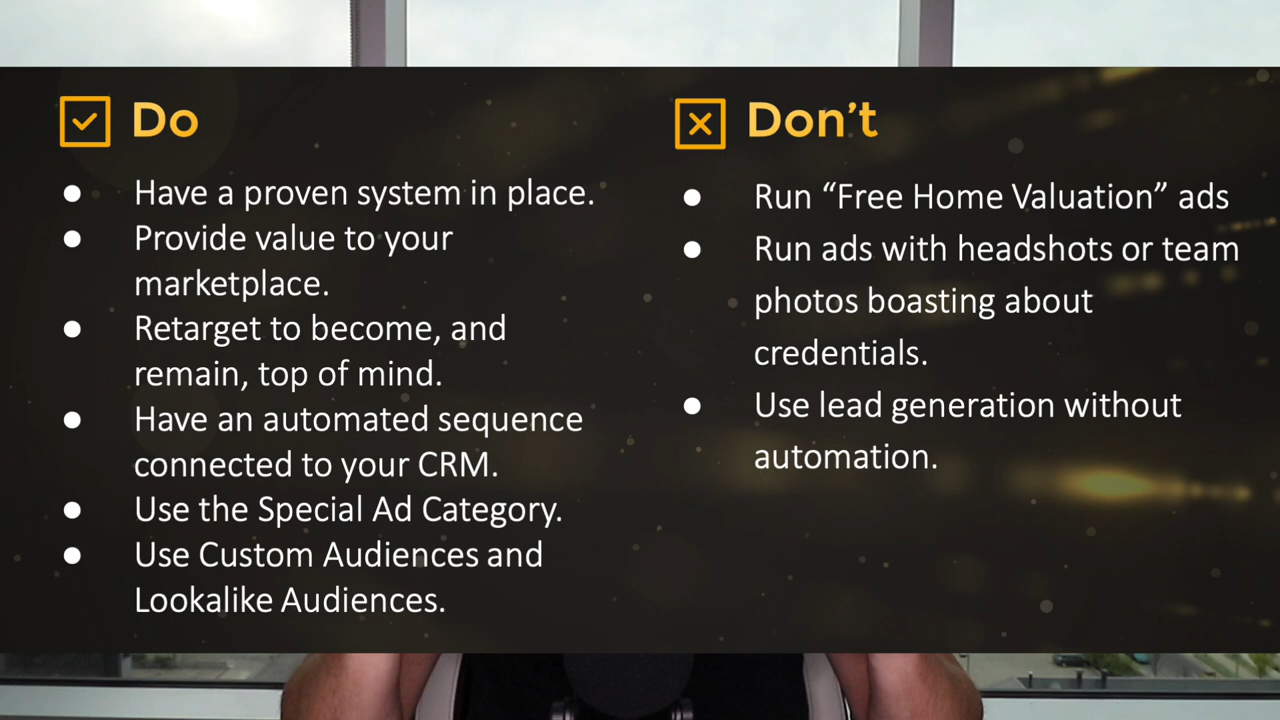 Do
Have a proven system in place.
Provide value to your
marketplace.
Retarget to become, and
remain, top of mind.
Have an automated sequence
connected to your CRM.
Use the Special Ad Category.
Use Custom Audiences and
Lookalike Audiences.
Don’t
Run “Free Home Valuation” ads
Run ads with headshots or team
photos boasting about
credentials.
Use lead generation without
automation.